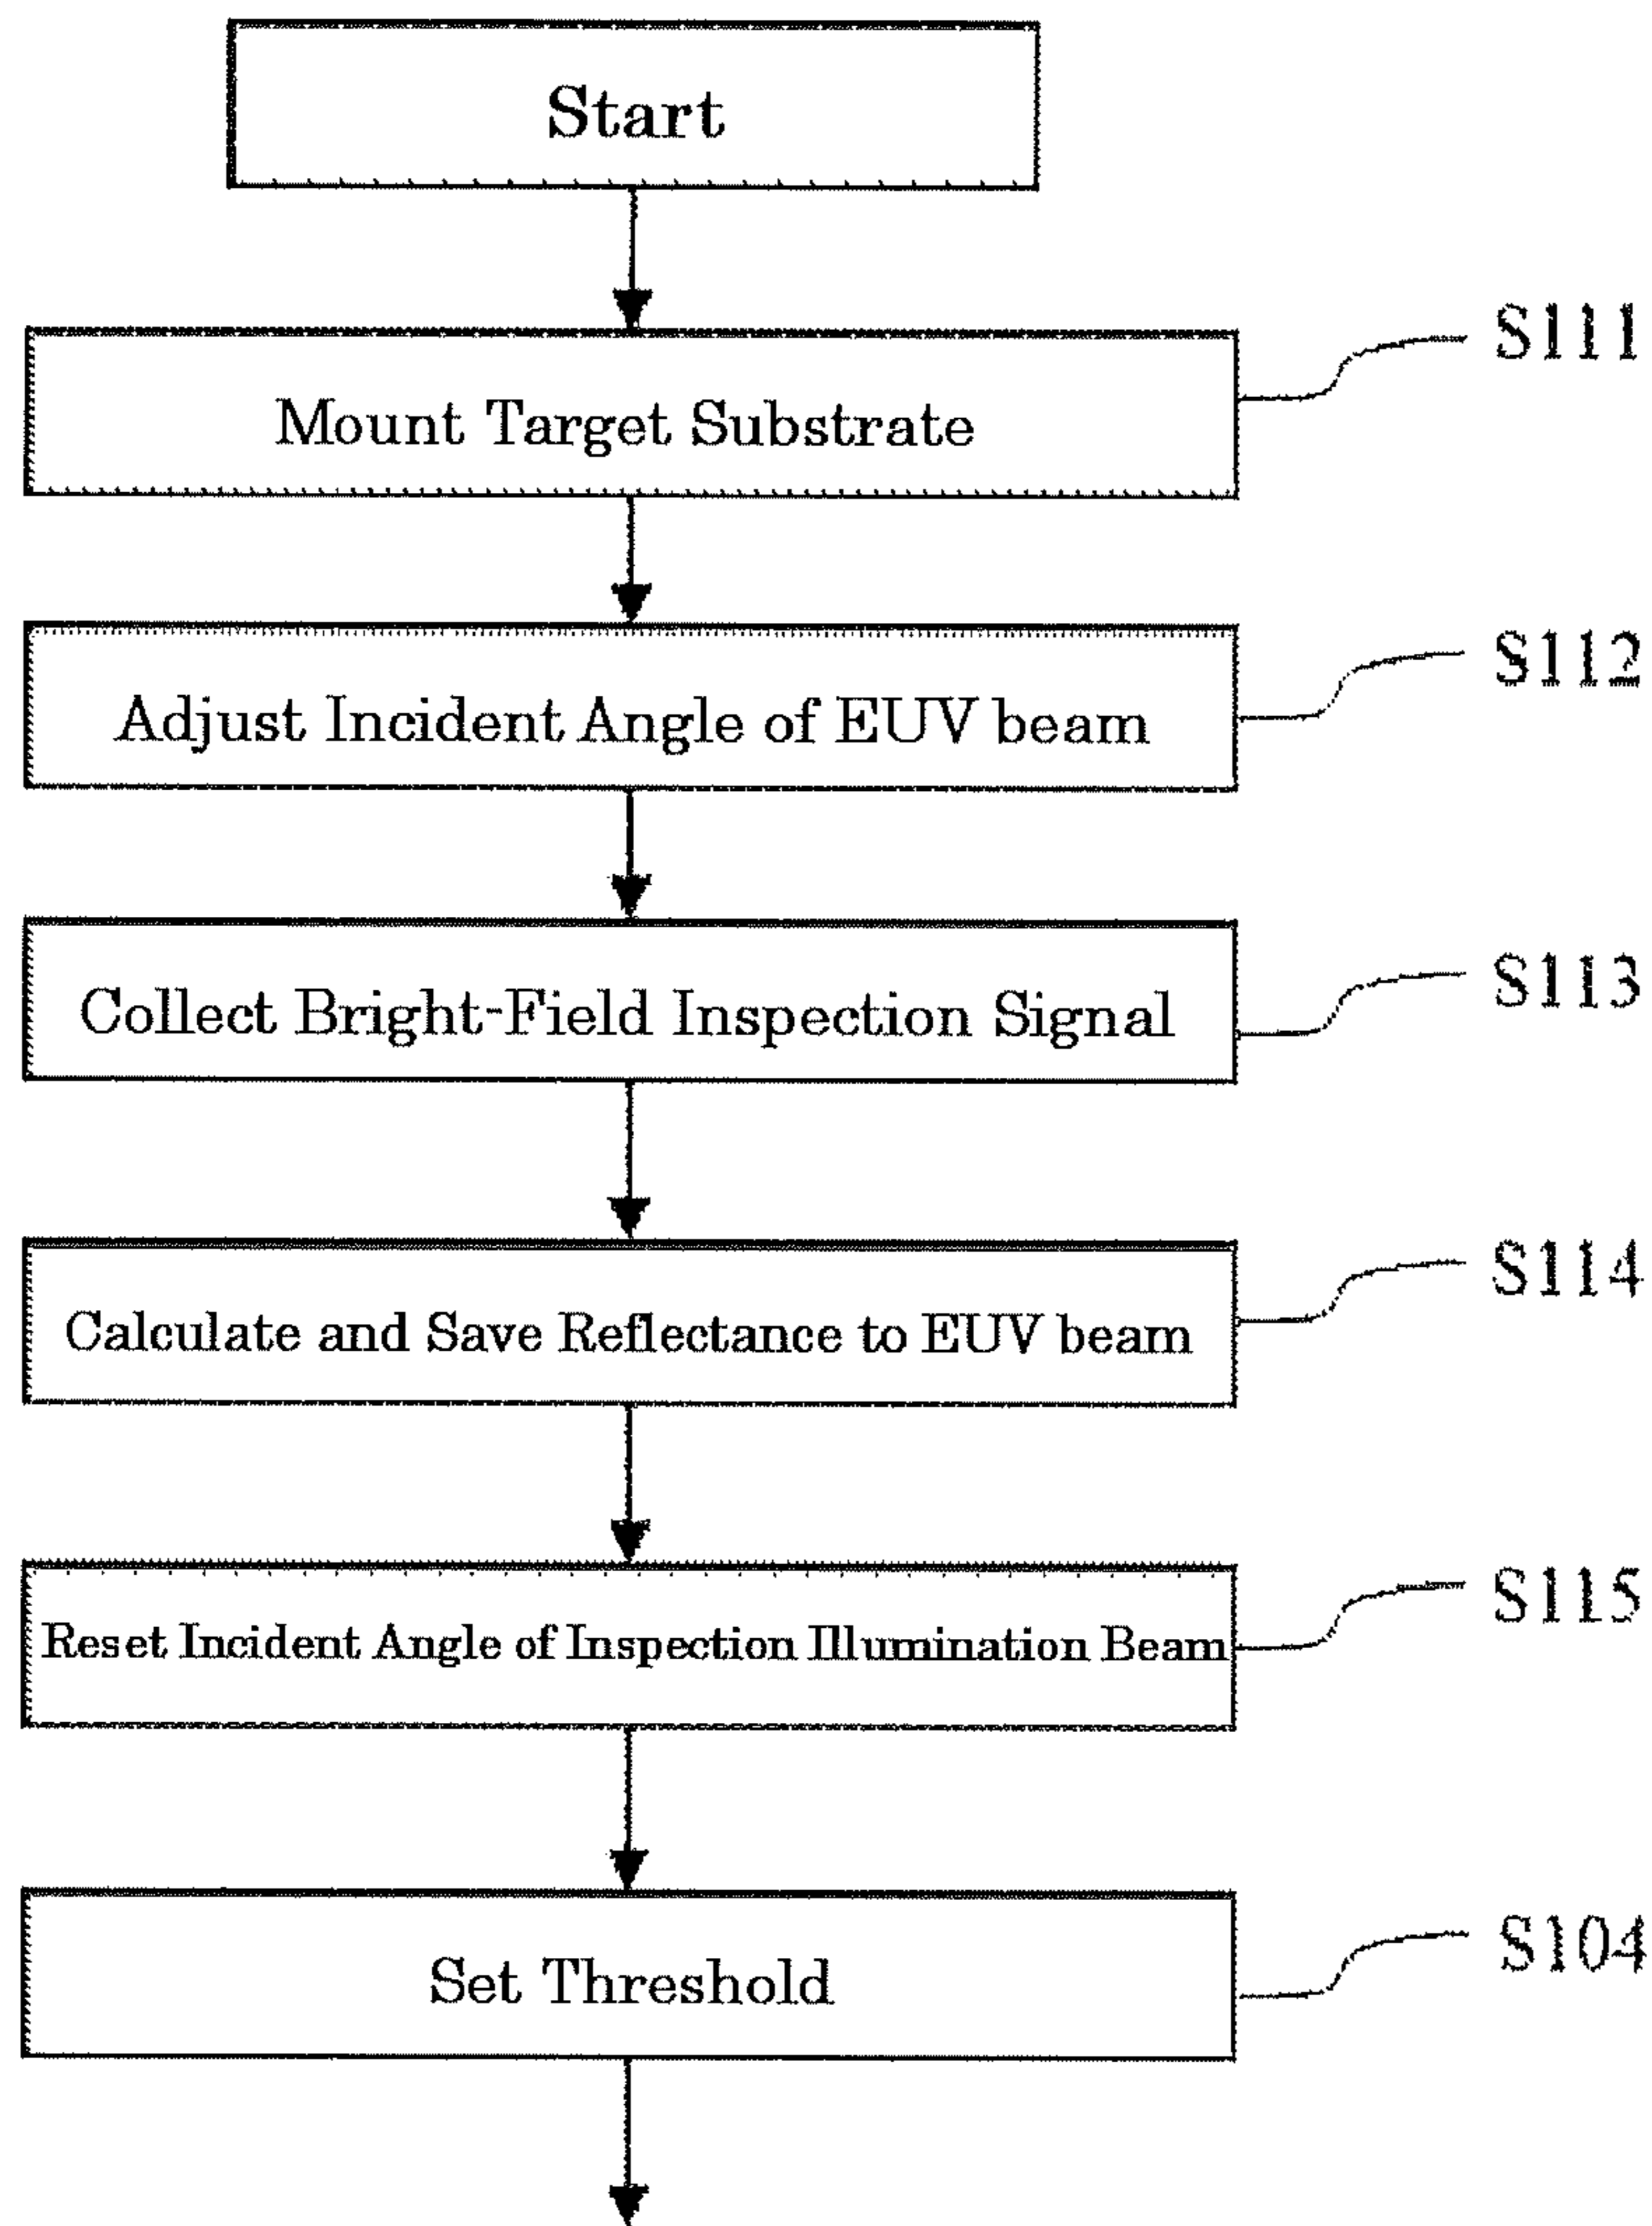 Start
S111
Mount Target Substrate
S112
Adjust Incident Angle of EUV beam
S113
Collect Bright-Field Inspection Signal
S114
Calculate and Save Reflectance to EUV beam
S115
Reset Incident Angle of Inspection Illumination Beam
S104
Set Threshold